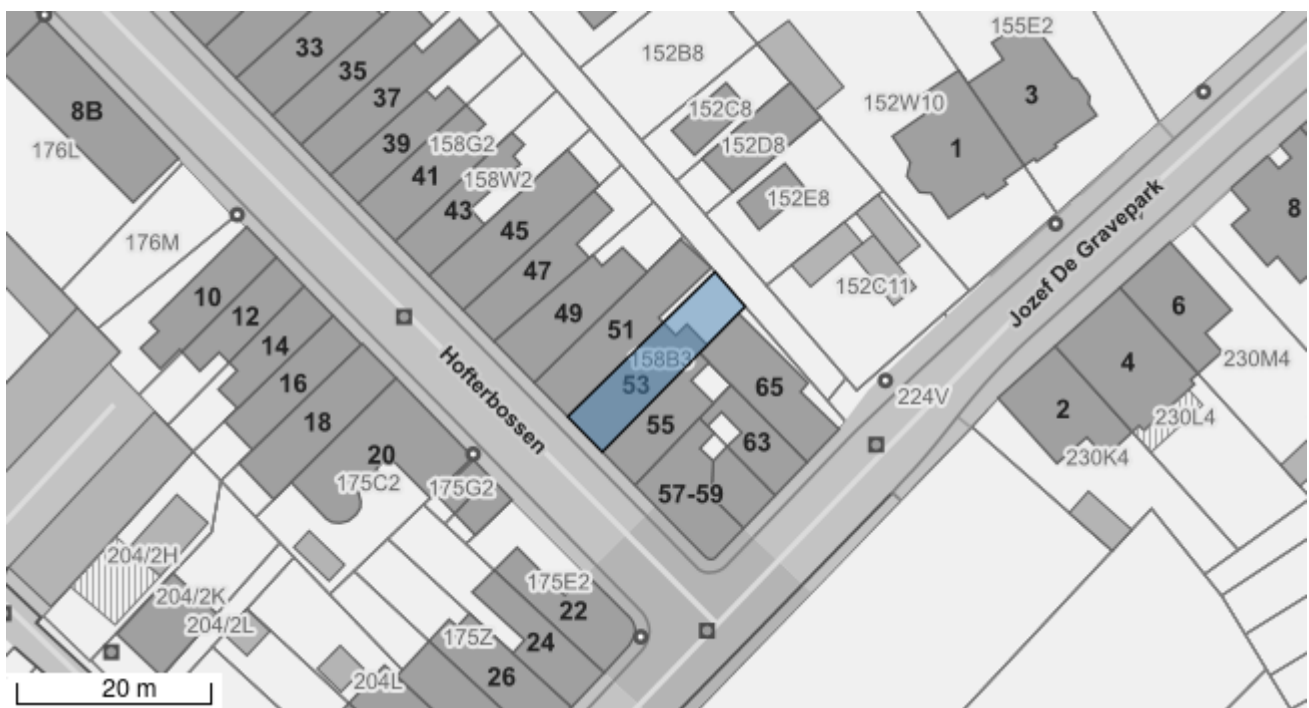 33
35
37
39
41
43
45
47
49
51
53
55
57-59
63
65
8B
176L
176M
158G2
158W2
158B3
152B8
152C8
152D8
152E8
152C11
152W10
155E2
1
3
8
6
4
2
230M4
230L4
230K4
224V
Jozef De Gravepark
Hofterbossen
10
12
14
16
18
20
175C2
175G2
175E2
22
24
26
175Z
204/2H
204/2K
204/2L
204L
20 m